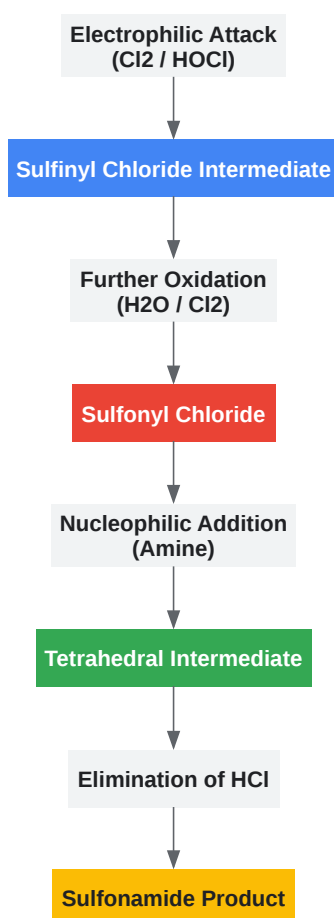 Electrophilic Attack
(Cl2 / HOCl)
Sulfinyl Chloride Intermediate
Further Oxidation
(H2O / Cl2)
Sulfonyl Chloride
Nucleophilic Addition
(Amine)
Tetrahedral Intermediate
Elimination of HCl
Sulfonamide Product